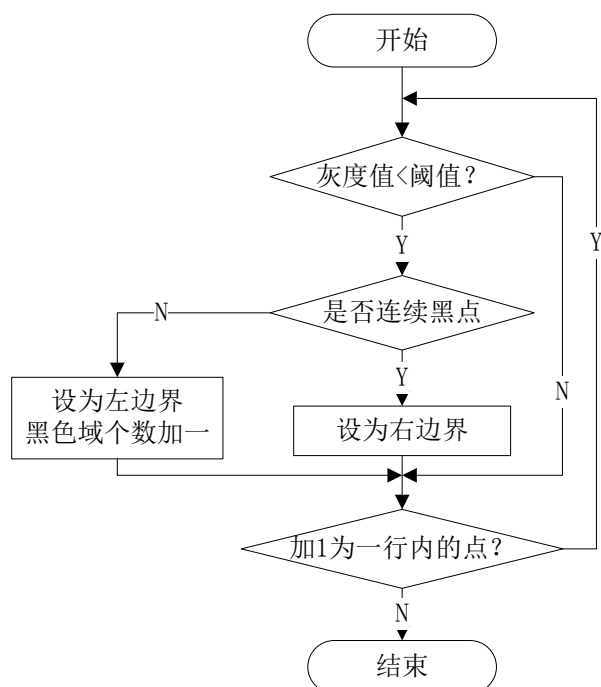 开始
灰度值<阈值？
Y
Y
是否连续黑点
N
Y
N
设为左边界
黑色域个数加一
设为右边界
加1为一行内的点？
N
结束